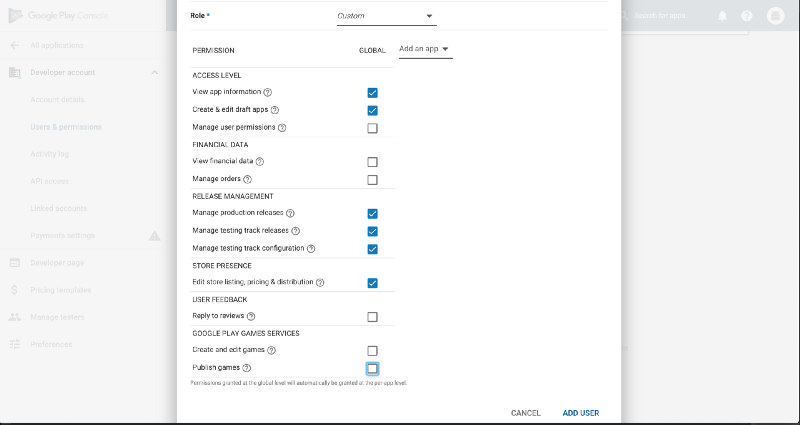 Google Play Console
Search for apps
All applications
Developer account
Account details
Users & permissions
Activity log
API access
Linked accounts
Payments settings
Developer page
Pricing templates
Manage testers
Preferences
Role *
Custom
PERMISSION GLOBAL Add an app
ACCESS LEVEL
View app information
Create & edit draft apps
Manage user permissions
FINANCIAL DATA
View financial data
Manage orders
RELEASE MANAGEMENT
Manage production releases
Manage testing track releases
Manage testing track configuration
STORE PRESENCE
Edit store listing, pricing & distribution
USER FEEDBACK
Reply to reviews
GOOGLE PLAY GAMES SERVICES
Create and edit games
Publish games
Permissions granted at the global level will automatically be granted at the per-app level.
CANCEL ADD USER